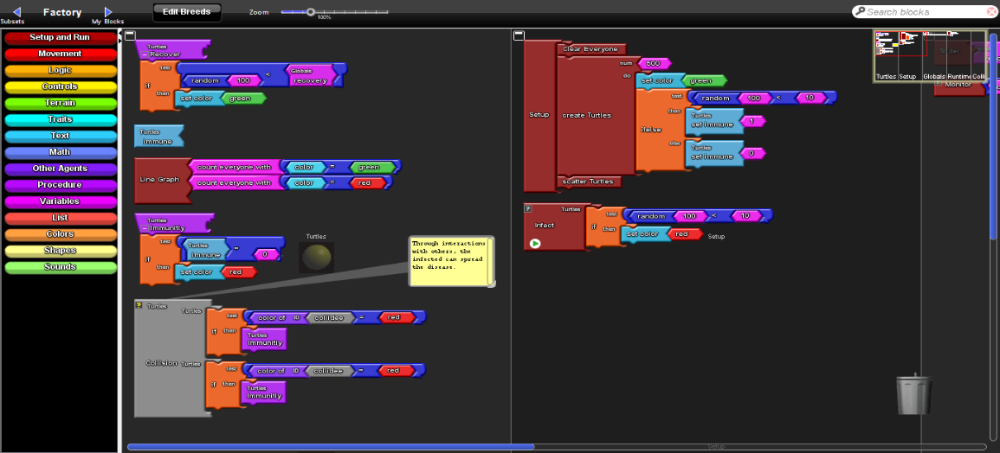 Factory
Subsets
My Blocks
Edit Breeds
Zoom
100%
Search blocks
Setup and Run
Movement
Logic
Controls
Terrain
Traits
Text
Math
Other Agents
Procedure
Variables
List
Colors
Shapes
Sounds
Turtles
- Recover
if
test
random 100 < Globals recovery
then
set color green
Turtles
immune
Line Graph
count everyone with color = green
count everyone with color = red
Turtles
- Immunitiy
if
test
Turtles
immune = 0
then
set color red
Turtles
Through interactions
with others, the
infected can spread
the disease.
Turtles
Turtles
Collision
Turtles
if
test
color of ID collidee = red
then
Turtles
Immunitiy
if
test
color of ID collidee = red
then
Turtles
Immunitiy
Setup
Clear Everyone
create Turtles
num 500
do
set color green
ifelse
test
random 100 < 10
then
Turtles
set immune 1
else
Turtles
set immune 0
scatter Turtles
Infect
Turtles
if
test
random 100 < 10
then
set color red
Setup
Slider
Monitor
Turtles Setup Globals Runtime Colli
Setup